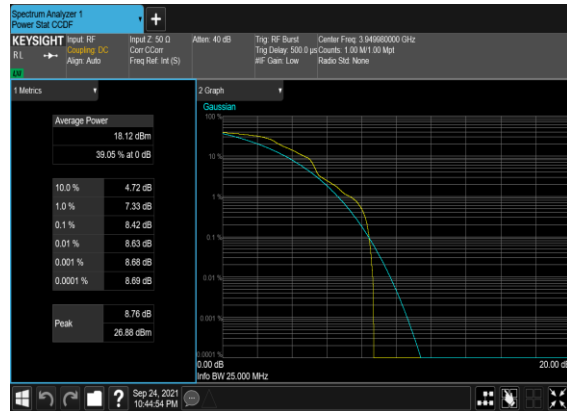 Spectrum Analyzer 1
Power Stat CCDF
+
KEYSIGHT
RL
Input: RF
Coupling: DC
Align: Auto
Input Z: 50 Ω
Corr CCorr
Freq Ref: Int (S)
Atten: 40 dB
Trig: RF Burst
Trig Delay: 500.0 µs
#IF Gain: Low
Center Freq: 3.949980000 GHz
Counts: 1.00 M/1.00 Mpt
Radio Std: None
1 Metrics
Average Power
18.12 dBm
39.05 % at 0 dB
10.0 % 4.72 dB
1.0 % 7.33 dB
0.1 % 8.42 dB
0.01 % 8.63 dB
0.001 % 8.68 dB
0.0001 % 8.69 dB
Peak
8.76 dB
26.88 dBm
2 Graph
Gaussian
100 %
10 %
1 %
0.1 %
0.01 %
0.001 %
0.0001 %
0.00 dB
20.00 dB
Info BW 25.000 MHz
?
Sep 24, 2021
10:44:54 PM